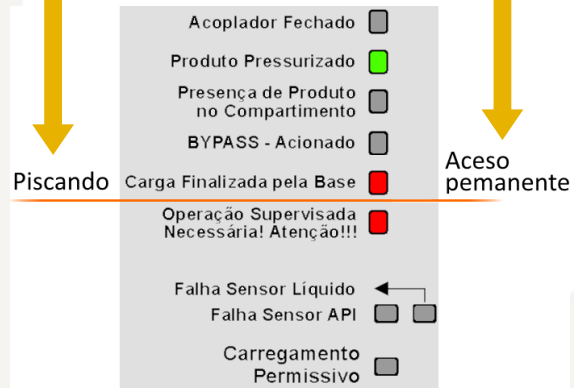 Acoplador Fechado
Produto Pressurizado
Presença de Produto
no Compartimento
BYPASS - Acionado
Piscando
Carga Finalizada pela Base
Aceso
pemanente
Operação Supervisada
Necessária! Atenção!!!
Falha Sensor Líquido
Falha Sensor API
Carregamento
Permissivo